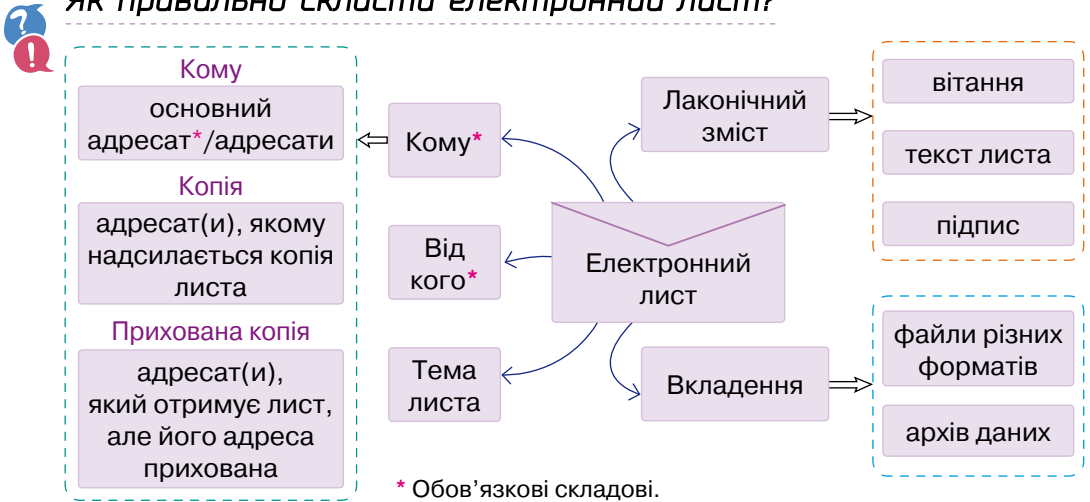 Як правильно скласти електронний лист?
Кому
основний
адресат*/адресати
Копія
адресат(и), якому
надсилається копія
листа
Прихована копія
адресат(и),
який отримує лист,
але його адреса
прихована
Кому*
Від
кого*
Тема
листа
Електронний
лист
Лаконічний
зміст
Вкладення
вітання
текст листа
підпис
файли різних
форматів
архів даних
* Обов’язкові складові.